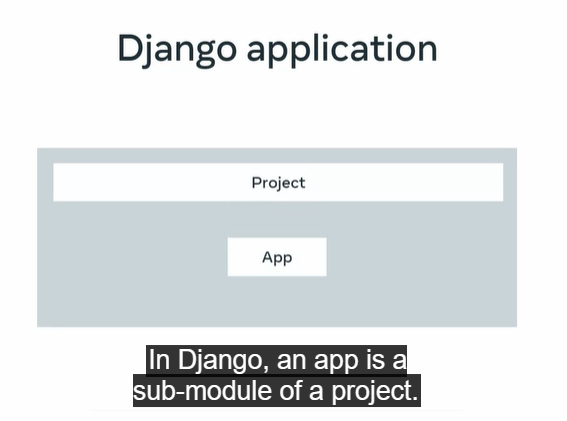 Django application
Project
App
In Django, an app is a
sub-module of a project.